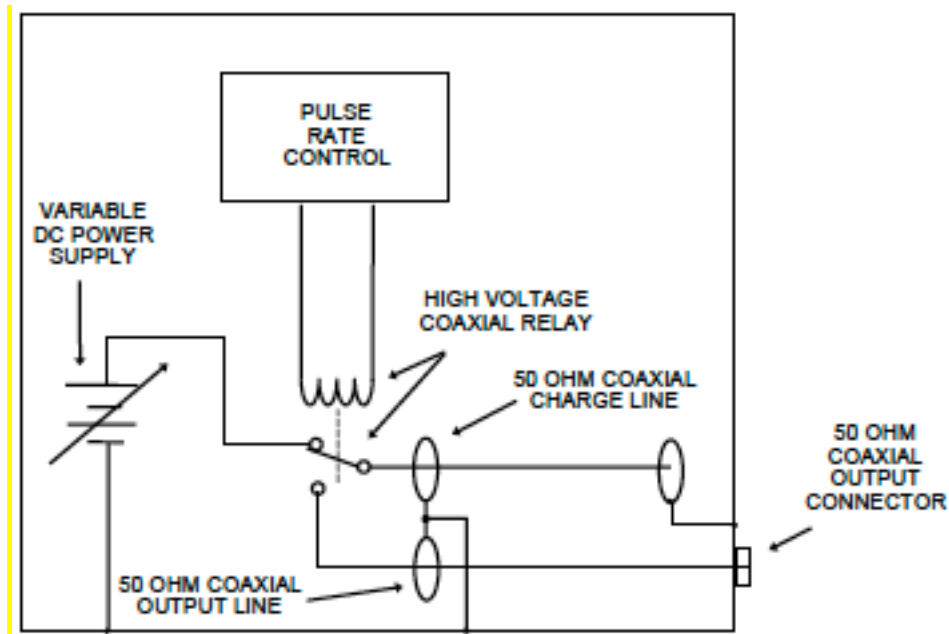 PULSE
RATE
CONTROL
VARIABLE
DC POWER
SUPPLY
HIGH VOLTAGE
COAXIAL RELAY
50 OHM COAXIAL
CHARGE LINE
50 OHM
COAXIAL
OUTPUT
CONNECTOR
50 OHM COAXIAL
OUTPUT LINE